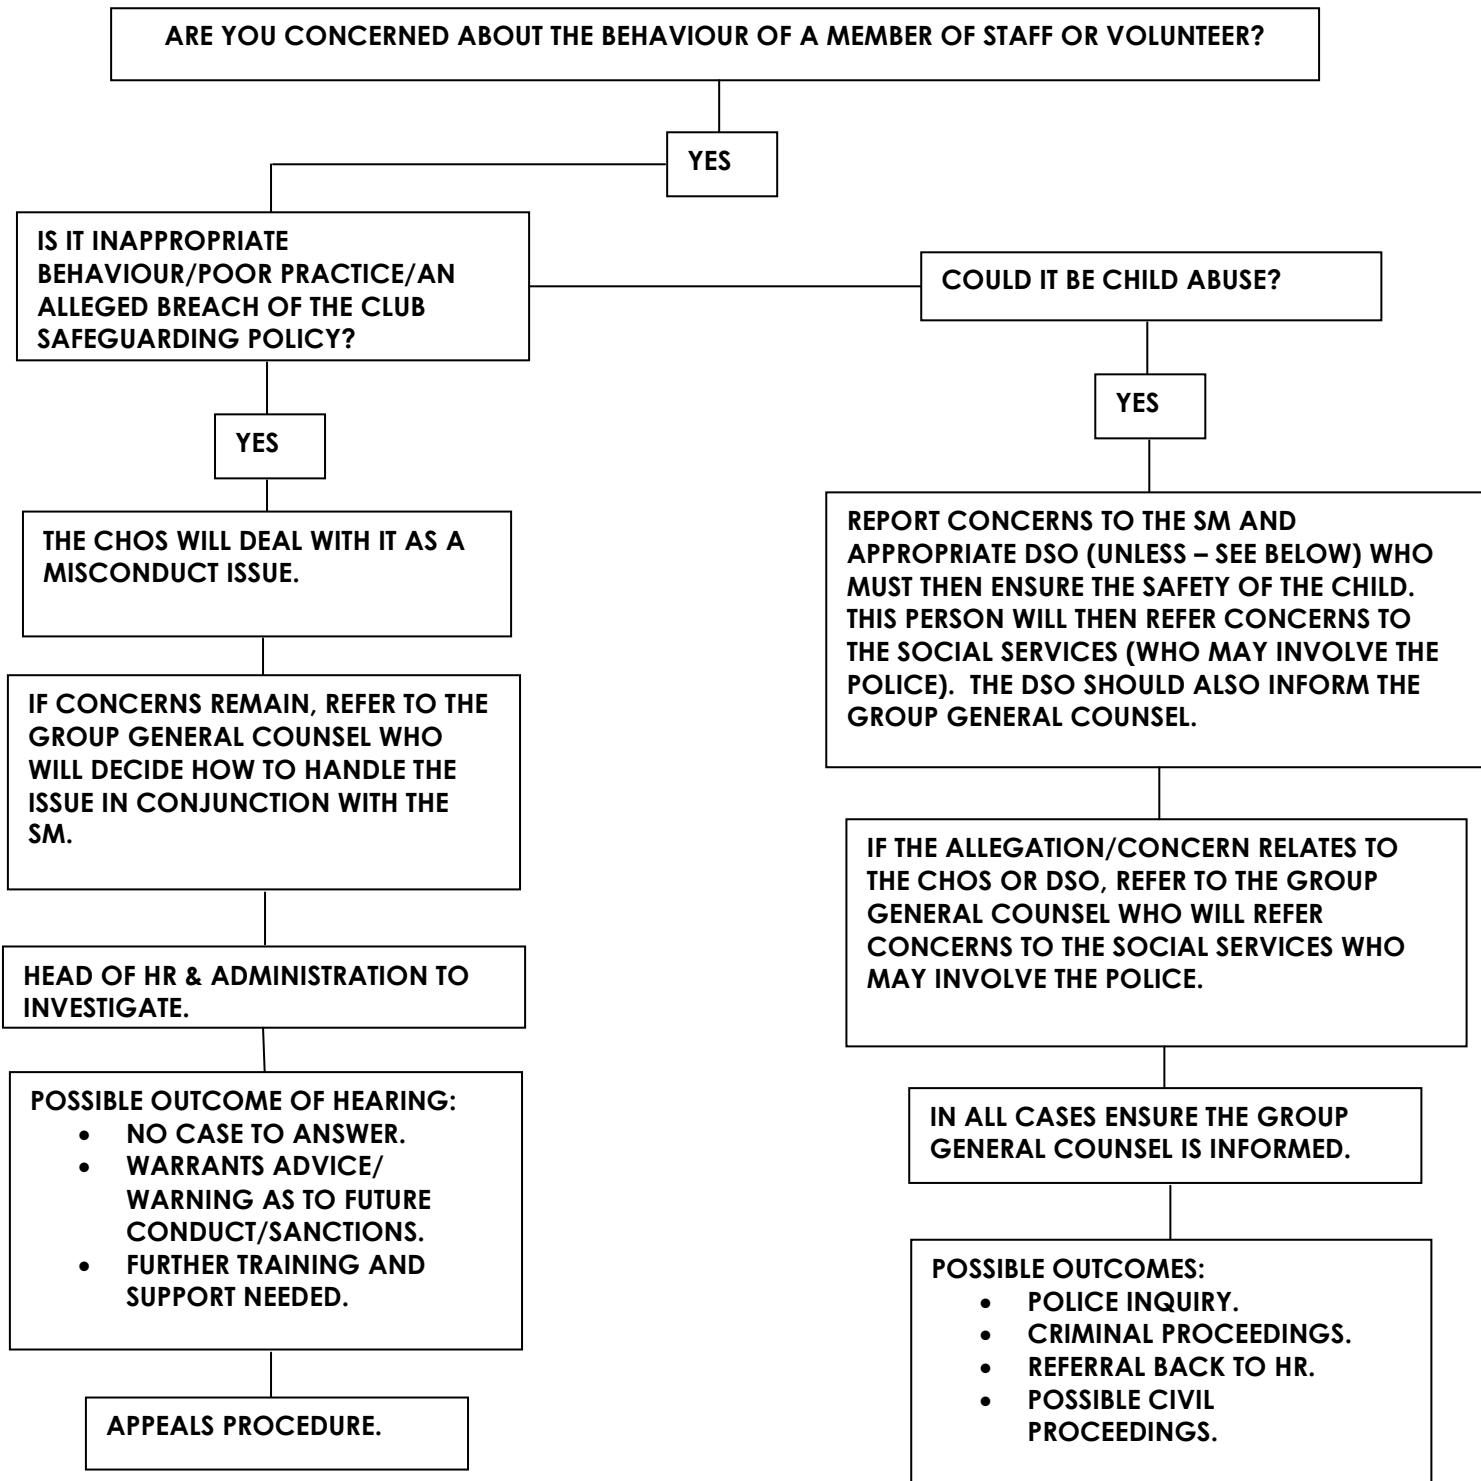 ARE YOU CONCERNED ABOUT THE BEHAVIOUR OF A MEMBER OF STAFF OR VOLUNTEER?
YES
IS IT INAPPROPRIATE
BEHAVIOUR/POOR PRACTICE/AN
ALLEGED BREACH OF THE CLUB
SAFEGUARDING POLICY?
YES
THE CHOS WILL DEAL WITH IT AS A
MISCONDUCT ISSUE.
IF CONCERNS REMAIN, REFER TO THE
GROUP GENERAL COUNSEL WHO
WILL DECIDE HOW TO HANDLE THE
ISSUE IN CONJUNCTION WITH THE
SM.
HEAD OF HR & ADMINISTRATION TO
INVESTIGATE.
POSSIBLE OUTCOME OF HEARING:
• NO CASE TO ANSWER.
• WARRANTS ADVICE/
WARNING AS TO FUTURE
CONDUCT/SANCTIONS.
• FURTHER TRAINING AND
SUPPORT NEEDED.
APPEALS PROCEDURE.
COULD IT BE CHILD ABUSE?
YES
REPORT CONCERNS TO THE SM AND
APPROPRIATE DSO (UNLESS – SEE BELOW) WHO
MUST THEN ENSURE THE SAFETY OF THE CHILD.
THIS PERSON WILL THEN REFER CONCERNS TO
THE SOCIAL SERVICES (WHO MAY INVOLVE THE
POLICE).  THE DSO SHOULD ALSO INFORM THE
GROUP GENERAL COUNSEL.
IF THE ALLEGATION/CONCERN RELATES TO
THE CHOS OR DSO, REFER TO THE GROUP
GENERAL COUNSEL WHO WILL REFER
CONCERNS TO THE SOCIAL SERVICES WHO
MAY INVOLVE THE POLICE.
IN ALL CASES ENSURE THE GROUP
GENERAL COUNSEL IS INFORMED.
POSSIBLE OUTCOMES:
• POLICE INQUIRY.
• CRIMINAL PROCEEDINGS.
• REFERRAL BACK TO HR.
• POSSIBLE CIVIL
PROCEEDINGS.